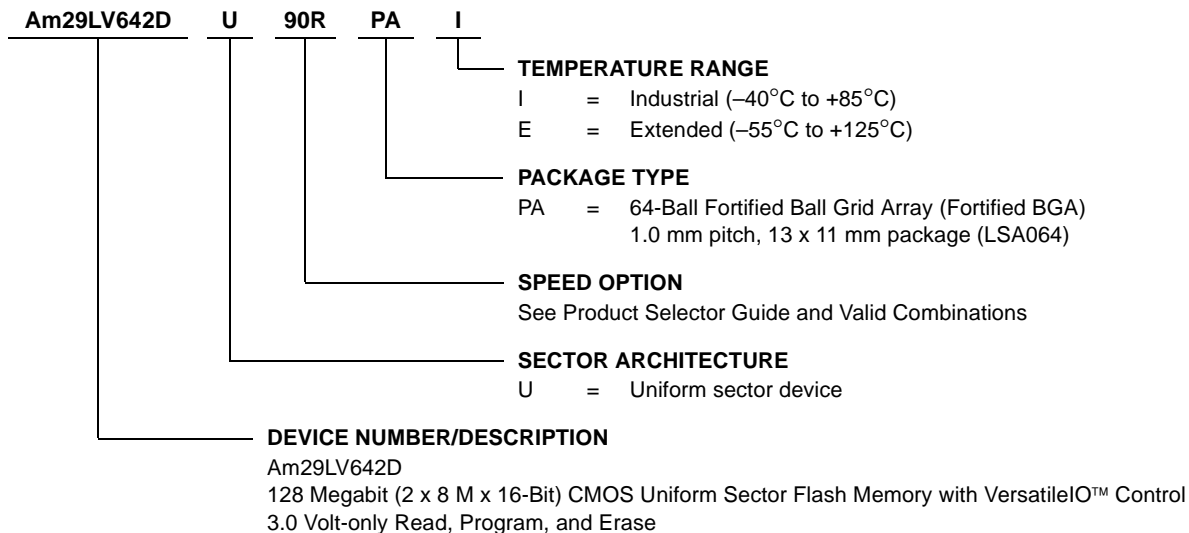 Am29LV642D U 90R PA I
TEMPERATURE RANGE
I = Industrial (–40°C to +85°C)
E = Extended (–55°C to +125°C)
PACKAGE TYPE
PA = 64-Ball Fortified Ball Grid Array (Fortified BGA)
1.0 mm pitch, 13 x 11 mm package (LSA064)
SPEED OPTION
See Product Selector Guide and Valid Combinations
SECTOR ARCHITECTURE
U = Uniform sector device
DEVICE NUMBER/DESCRIPTION
Am29LV642D
128 Megabit (2 x 8 M x 16-Bit) CMOS Uniform Sector Flash Memory with VersatileIO™ Control
3.0 Volt-only Read, Program, and Erase